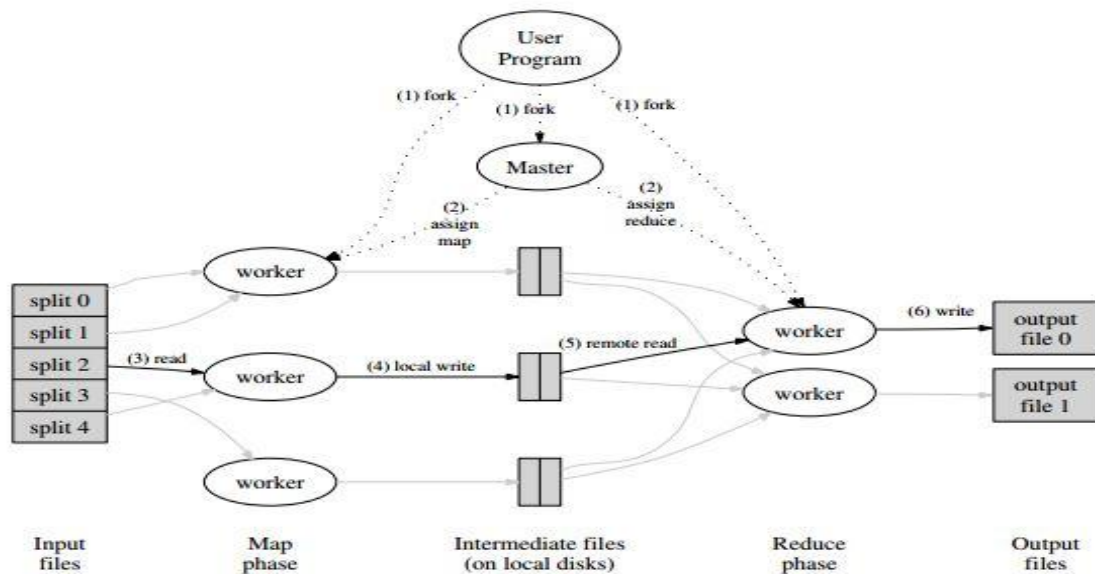 User
Program
(1) fork
(1) fork
(1) fork
Master
(2)
assign
map
(2)
assign
reduce
worker
split 0
split 1
split 2
split 3
split 4
(3) read
worker
(4) local write
(5) remote read
worker
(6) write
output
file 0
worker
output
file 1
worker
Input
files
Map
phase
Intermediate files
(on local disks)
Reduce
phase
Output
files